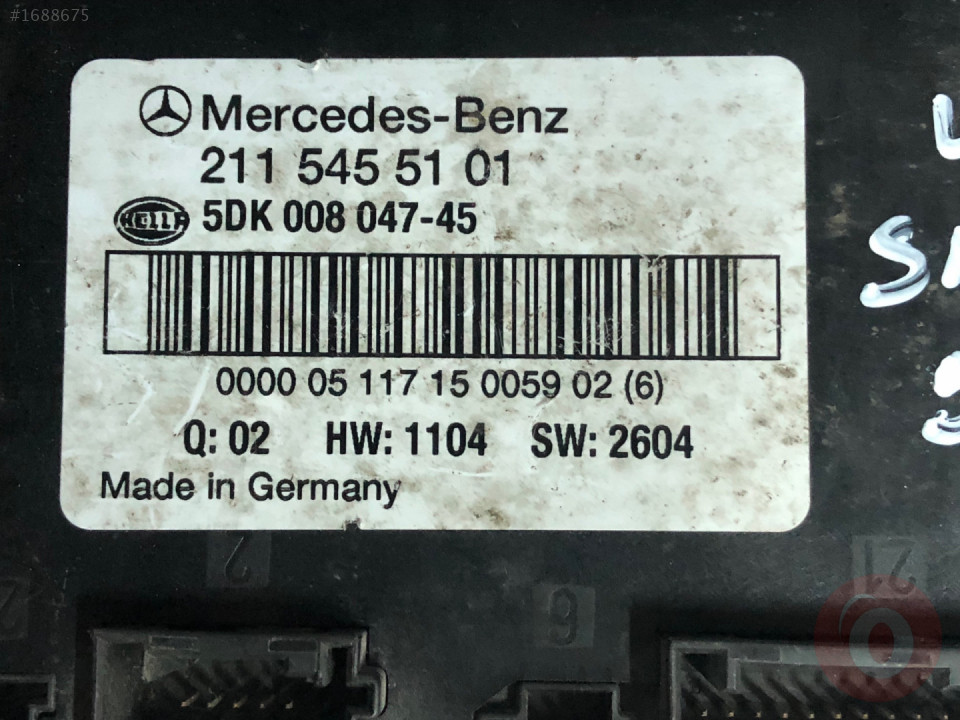 #1688675
Mercedes-Benz
211 545 51 01
HELLA 5DK 008 047-45
0000 05 117 15 0059 02 (6)
Q: 02 HW: 1104 SW: 2604
Made in Germany
2
6
21